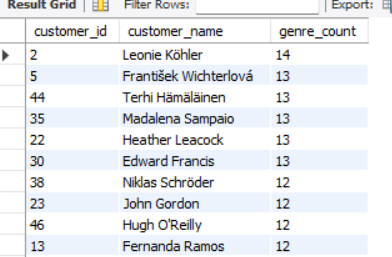 Result Grid Filter Rows: Export:
customer_id customer_name genre_count
2 Leonie Köhler 14
5 František Wichterlová 13
44 Terhi Hämäläinen 13
35 Madalena Sampaio 13
22 Heather Leacock 13
30 Edward Francis 13
38 Niklas Schröder 12
23 John Gordon 12
46 Hugh O'Reilly 12
13 Fernanda Ramos 12